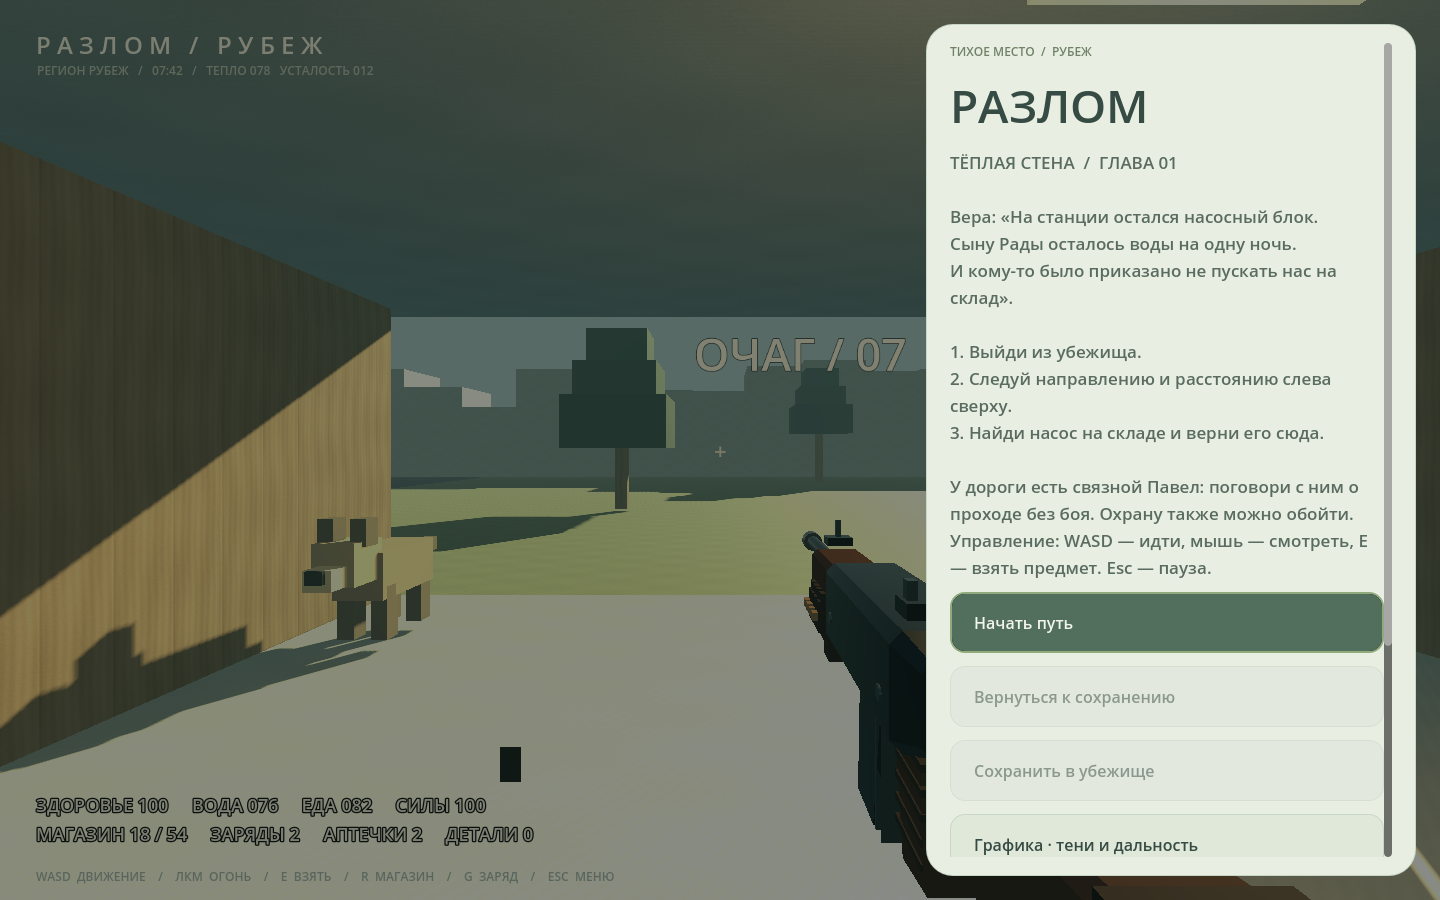 РАЗЛОМ / РУБЕЖ
РЕГИОН РУБЕЖ / 07:42 / ТЕПЛО 078 УСТАЛОСТЬ 012
ОЧАГ / 07
ЗДОРОВЬЕ 100 ВОДА 076 ЕДА 082 СИЛЫ 100
МАГАЗИН 18 / 54 ЗАРЯДЫ 2 АПТЕЧКИ 2 ДЕТАЛИ 0
WASD ДВИЖЕНИЕ / ЛКМ ОГОНЬ / E ВЗЯТЬ / R МАГАЗИН / G ЗАРЯД / ESC МЕНЮ
ТИХОЕ МЕСТО / РУБЕЖ
РАЗЛОМ
ТЁПЛАЯ СТЕНА / ГЛАВА 01
Вера: «На станции остался насосный блок.
Сыну Рады осталось воды на одну ночь.
И кому-то было приказано не пускать нас на
склад».
1. Выйди из убежища.
2. Следуй направлению и расстоянию слева
сверху.
3. Найди насос на складе и верни его сюда.
У дороги есть связной Павел: поговори с ним о
проходе без боя. Охрану также можно обойти.
Управление: WASD — идти, мышь — смотреть, E
— взять предмет. Esc — пауза.
Начать путь
Вернуться к сохранению
Сохранить в убежище
Графика · тени и дальность